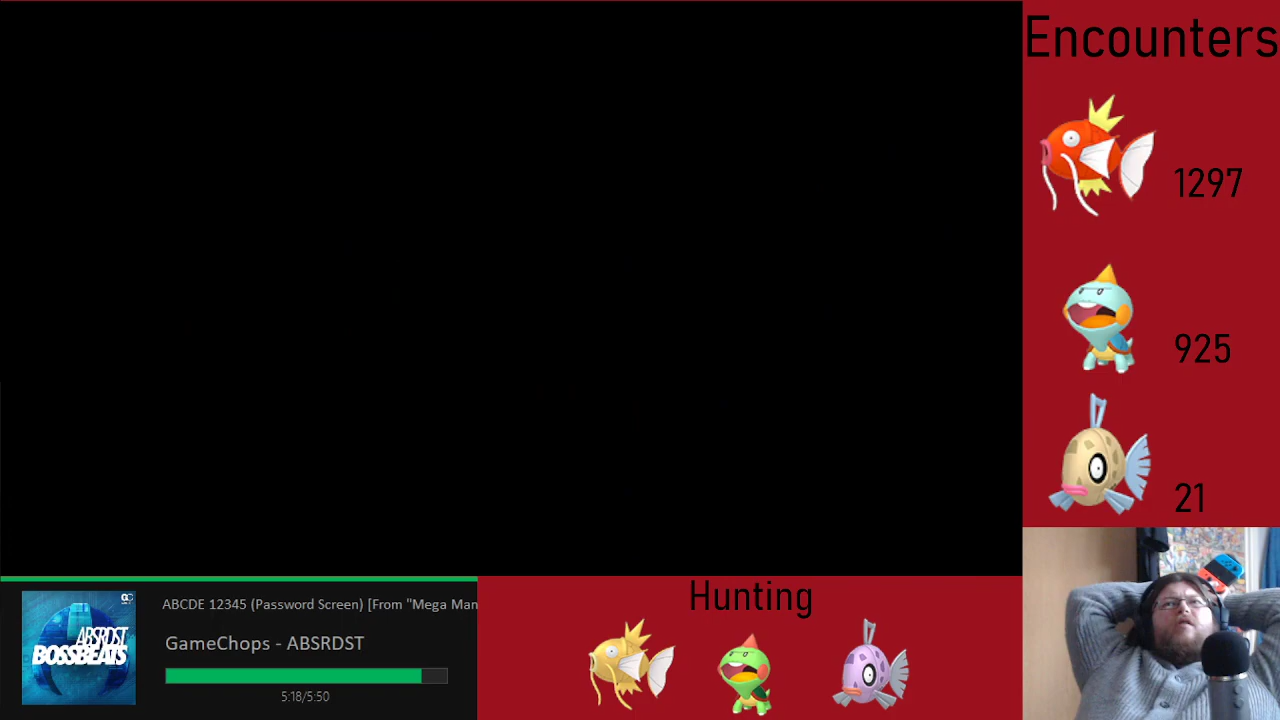 Encounters
1297
925
21
ABCDE 12345 (Password Screen) [From "Mega Man
GameChops - ABSRDST
5:18/5:50
GC
ABSRDST
BOSSBEATS
Hunting